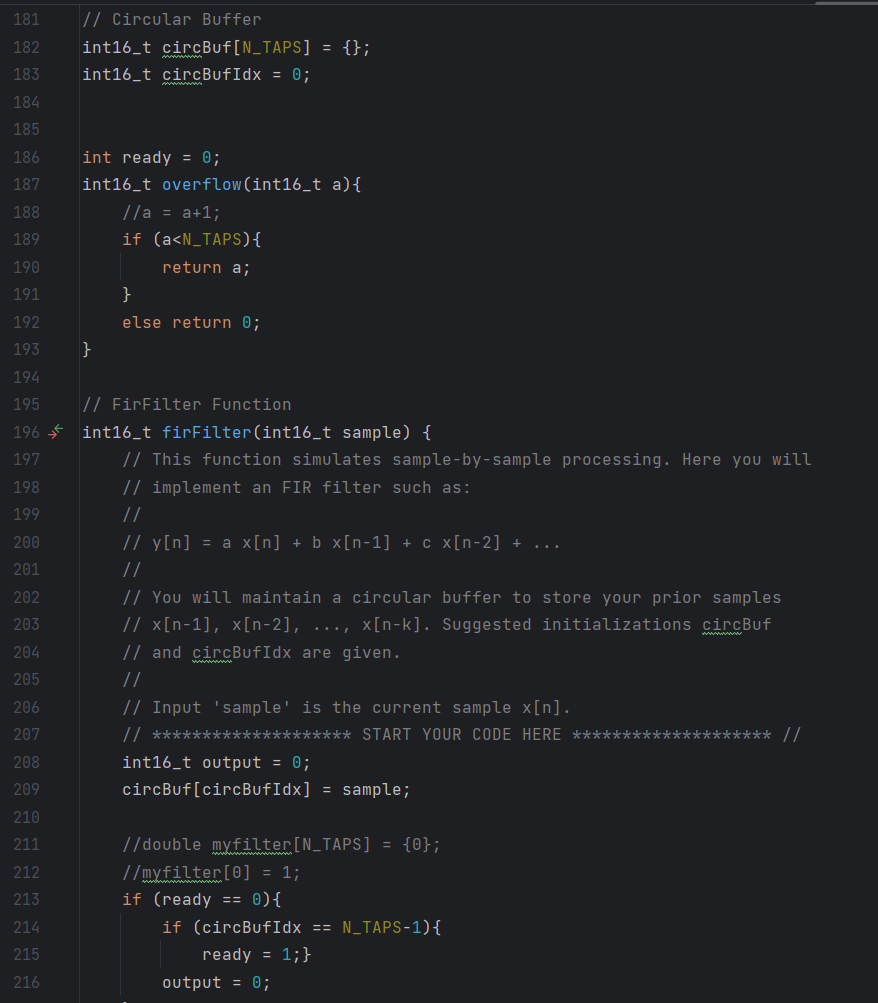 181 // Circular Buffer
182 int16_t circBuf[N_TAPS] = {};
183 int16_t circBufIdx = 0;
184
185
186 int ready = 0;
187 int16_t overflow(int16_t a){
188     //a = a+1;
189     if (a<N_TAPS){
190         return a;
191     }
192     else return 0;
193 }
194
195 // FirFilter Function
196 int16_t firFilter(int16_t sample) {
197     // This function simulates sample-by-sample processing. Here you will
198     // implement an FIR filter such as:
199     //
200     // y[n] = a x[n] + b x[n-1] + c x[n-2] + ...
201     //
202     // You will maintain a circular buffer to store your prior samples
203     // x[n-1], x[n-2], ..., x[n-k]. Suggested initializations circBuf
204     // and circBufIdx are given.
205     //
206     // Input 'sample' is the current sample x[n].
207     // ******************** START YOUR CODE HERE ******************** //
208     int16_t output = 0;
209     circBuf[circBufIdx] = sample;
210
211     //double myfilter[N_TAPS] = {0};
212     //myfilter[0] = 1;
213     if (ready == 0){
214         if (circBufIdx == N_TAPS-1){
215             ready = 1;}
216         output = 0;